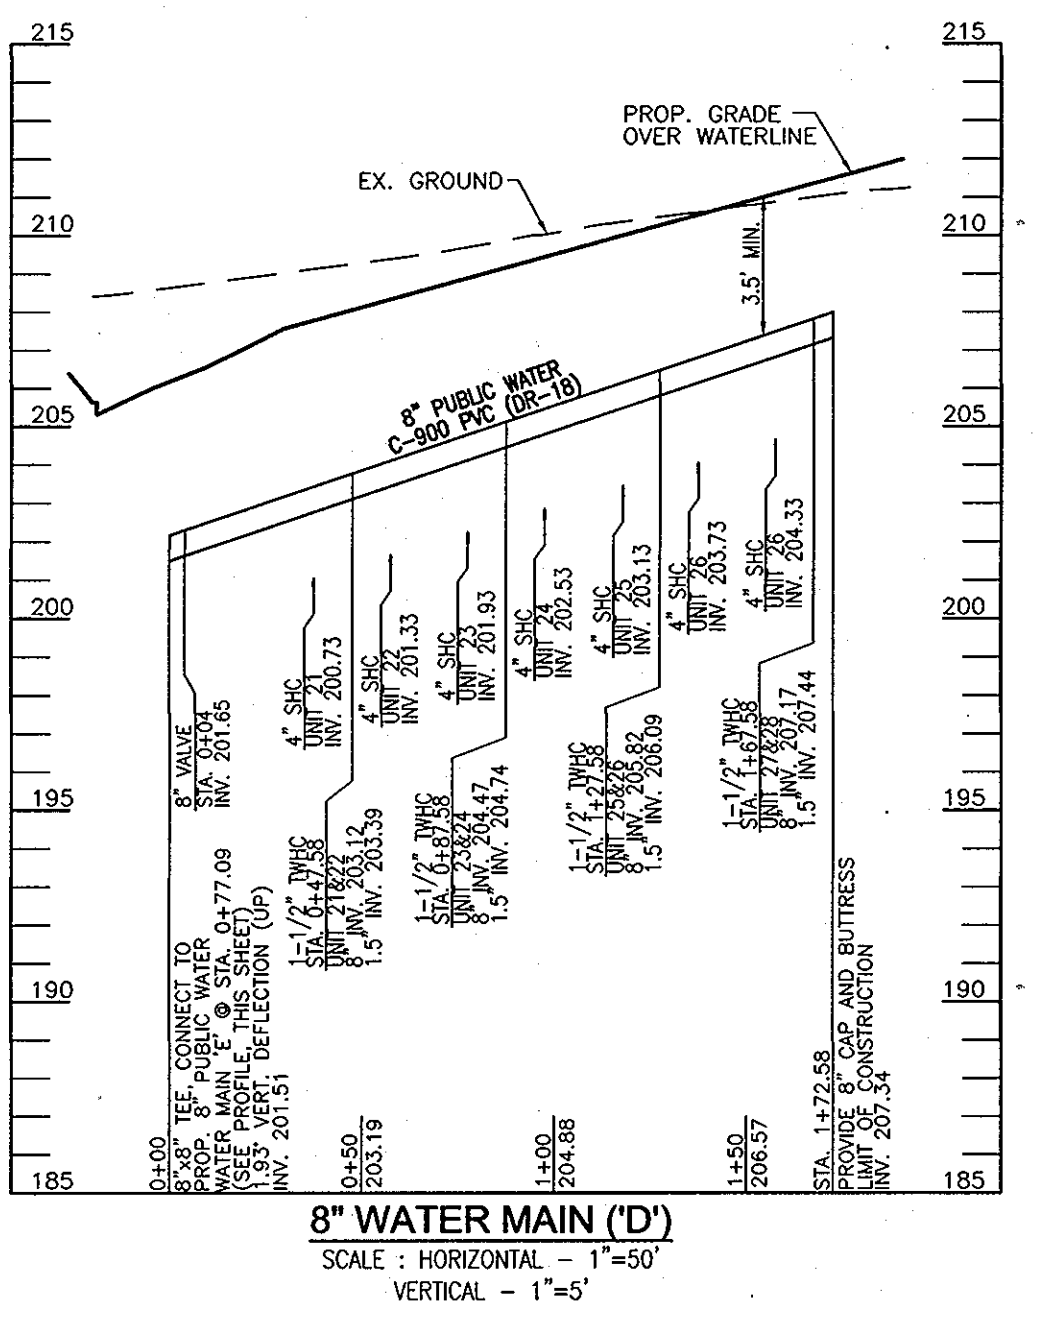 215
215
PROP. GRADE
OVER WATERLINE
EX. GROUND
210
210
3.5' MIN.
205
205
8" PUBLIC WATER
C-900 PVC (DR-18)
200
200
195
195
190
190
185
185
8" VALVE
STA. 0+04
INV. 201.65
4" SHC
UNIT 21
INV. 200.73
4" SHC
UNIT 22
INV. 201.33
4" SHC
UNIT 23
INV. 201.93
4" SHC
UNIT 24
INV. 202.53
4" SHC
UNIT 25
INV. 203.13
4" SHC
UNIT 26
INV. 203.73
4" SHC
UNIT 26
INV. 204.33
1-1/2" TWHC
STA. 0+47.58
UNIT 21&22
8" INV. 203.12
1.5" INV. 203.39
1-1/2" TWHC
STA. 0+87.58
UNIT 23&24
8" INV. 204.47
1.5" INV. 204.74
1-1/2" TWHC
STA. 1+27.58
UNIT 25&26
8" INV. 205.82
1.5" INV. 206.09
1-1/2" TWHC
STA. 1+67.58
UNIT 27&28
8" INV. 207.17
1.5" INV. 207.44
0+00
8"x8" TEE, CONNECT TO
PROP. 8" PUBLIC WATER
WATER MAIN 'E' @ STA. 0+77.09
(SEE PROFILE, THIS SHEET)
1.93° VERT. DEFLECTION (UP)
INV. 201.51
0+50
203.19
1+00
204.88
1+50
206.57
STA. 1+72.58
PROVIDE 8" CAP AND BUTTRESS
LIMIT OF CONSTRUCTION
INV. 207.34
8" WATER MAIN ('D')
SCALE : HORIZONTAL - 1"=50'
VERTICAL - 1"=5'